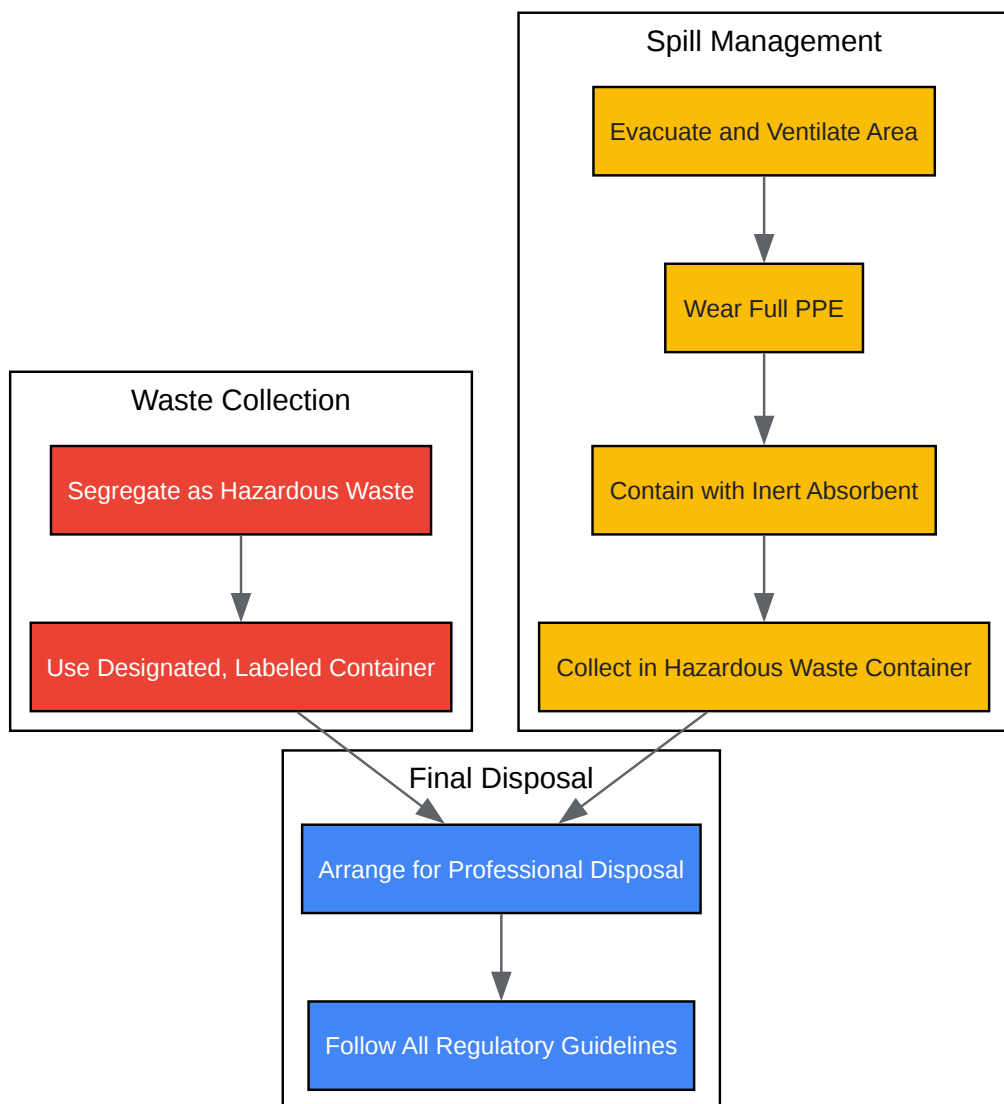 Spill Management
Evacuate and Ventilate Area
Wear Full PPE
Contain with Inert Absorbent
Collect in Hazardous Waste Container
Waste Collection
Segregate as Hazardous Waste
Use Designated, Labeled Container
Final Disposal
Arrange for Professional Disposal
Follow All Regulatory Guidelines